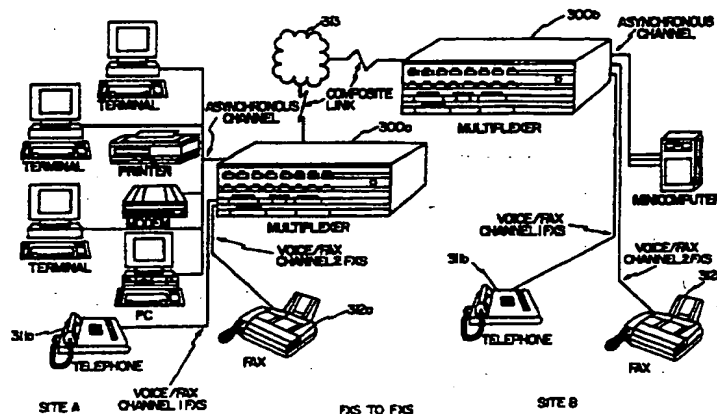 313
300b
ASYNCHRONOUS
CHANNEL
TERMINAL
COMPOSITE
LINK
ASYNCHRONOUS
CHANNEL
300a
MULTIPLEXER
TERMINAL
PRINTER
MINICOMPUTER
MODEM
MULTIPLEXER
TERMINAL
VOICE/FAX
CHANNEL 2 FXS
VOICE/FAX
CHANNEL 1 FXS
PC
311b
VOICE/FAX
CHANNEL 2 FXS
312
311b
312a
TELEPHONE
FAX
TELEPHONE
FAX
VOICE/FAX
CHANNEL 1 FXS
SITE A
FXS TO FXS
SITE B